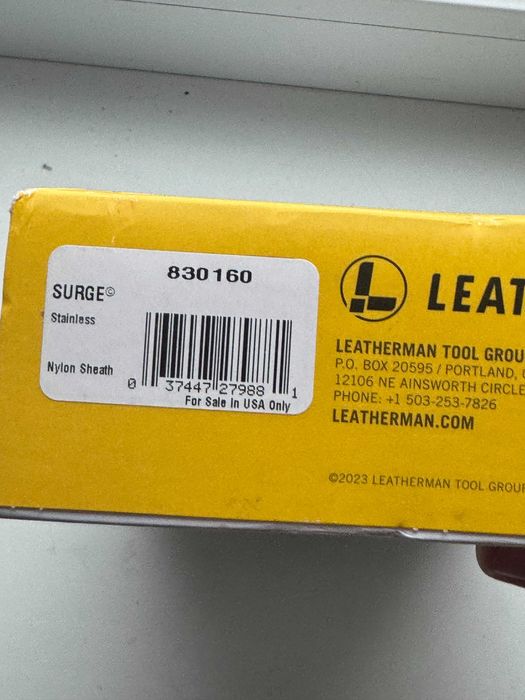 830160
SURGE©
Stainless
Nylon Sheath
0 37447 27988 1
For Sale in USA Only
LEAT
LEATHERMAN TOOL GROU
P.O. BOX 20595 / PORTLAND,
12106 NE AINSWORTH CIRCLE
PHONE: +1 503-253-7826
LEATHERMAN.COM
©2023 LEATHERMAN TOOL GROUP